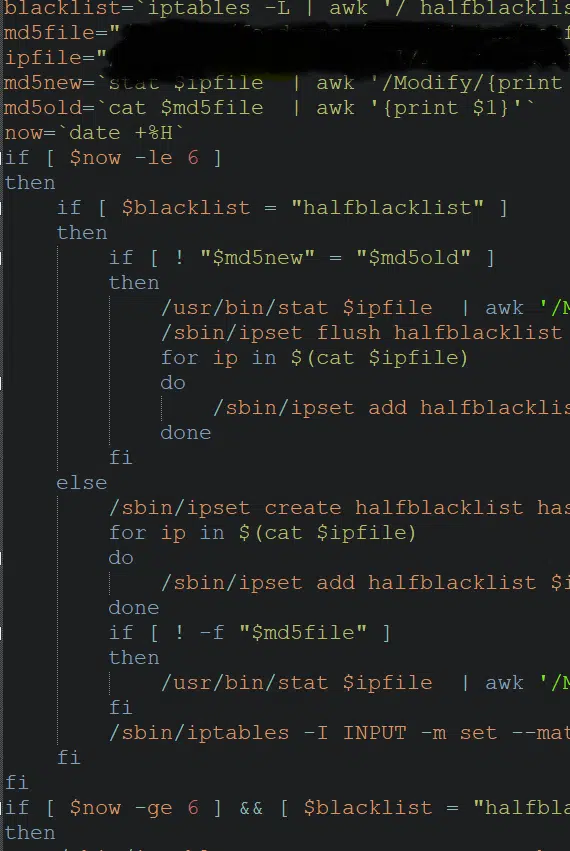 blacklist=`iptables -L | awk '/ halfblacklis
md5file="
ipfile="
md5new=`stat $ipfile  | awk '/Modify/{print
md5old=`cat $md5file  | awk '{print $1}'`
now=`date +%H`
if [ $now -le 6 ]
then
    if [ $blacklist = "halfblacklist" ]
    then
        if [ ! "$md5new" = "$md5old" ]
        then
            /usr/bin/stat $ipfile  | awk '/M
            /sbin/ipset flush halfblacklist
            for ip in $(cat $ipfile)
            do
                /sbin/ipset add halfblacklis
            done
        fi
    else
        /sbin/ipset create halfblacklist has
        for ip in $(cat $ipfile)
        do
            /sbin/ipset add halfblacklist $i
        done
        if [ ! -f "$md5file" ]
        then
            /usr/bin/stat $ipfile  | awk '/M
        fi
        /sbin/iptables -I INPUT -m set --mat
    fi
fi
if [ $now -ge 6 ] && [ $blacklist = "halfbla
then